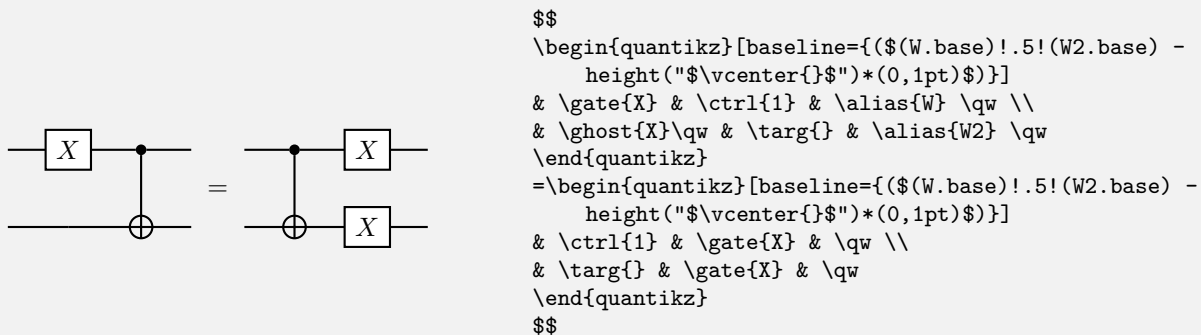 X
=
X
X
$$
\begin{quantikz}[baseline={($(W.base)!.5!(W2.base) -
height("$\vcenter{}$")*(0,1pt)$)}]
& \gate{X} & \ctrl{1} & \alias{W} \qw \\
& \ghost{X}\qw & \targ{} & \alias{W2} \qw
\end{quantikz}
=\begin{quantikz}[baseline={($(W.base)!.5!(W2.base) -
height("$\vcenter{}$")*(0,1pt)$)}]
& \ctrl{1} & \gate{X} & \qw \\
& \targ{} & \gate{X} & \qw
\end{quantikz}
$$